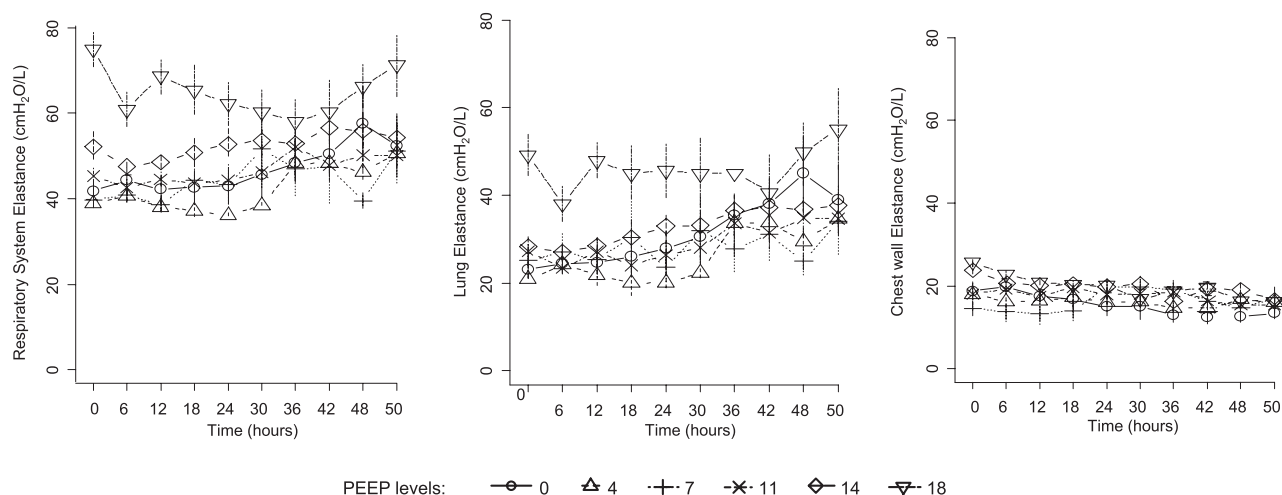 Respiratory System Elastance (cmH₂O/L)
80
60
40
20
0
0 6 12 18 24 30 36 42 48 50
Time (hours)
Lung Elastance (cmH₂O/L)
80
60
40
20
0
0 6 12 18 24 30 36 42 48 50
Time (hours)
Chest wall Elastance (cmH₂O/L)
80
60
40
20
0
0 6 12 18 24 30 36 42 48 50
Time (hours)
PEEP levels: 0 4 7 11 14 18